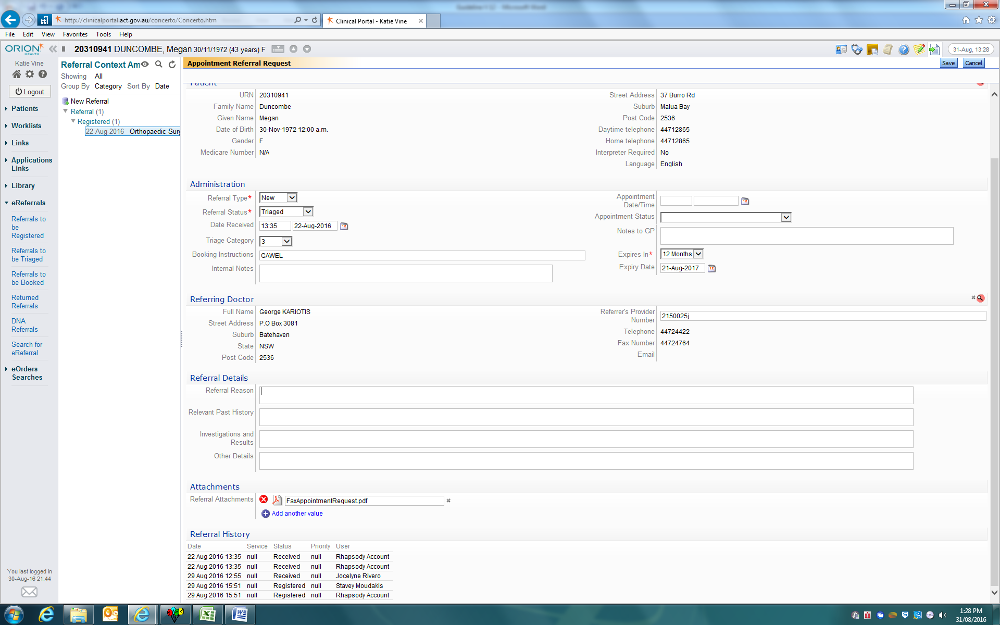 http://clinicalportal.act.gov.au/concerto/Concerto.htm
Clinical Portal - Katie Vine
File Edit View Favorites Tools Help
ORION HEALTH
20310941 DUNCOMBE, Megan 30/11/1972 (43 years) F
31-Aug, 13:28
Katie Vine
Logout
Patients
Worklists
Links
Applications
Links
Library
eReferrals
Referrals to
be
Registered
Referrals to
be Triaged
Referrals to
be Booked
Returned
Referrals
DNA
Referrals
Search for
eReferral
eOrders
Searches
You last logged in
30-Aug-16 21:44
Referral Context Am
Showing All
Group By Category Sort By Date
New Referral
Referral (1)
Registered (1)
22-Aug-2016 Orthopaedic Surg
Appointment Referral Request
Save Cancel
Patient
URN 20310941
Family Name Duncombe
Given Name Megan
Date of Birth 30-Nov-1972 12:00 a.m.
Gender F
Medicare Number N/A
Street Address 37 Burro Rd
Suburb Malua Bay
Post Code 2536
Daytime telephone 44712865
Home telephone 44712865
Interpreter Required No
Language English
Administration
Referral Type* New
Referral Status* Triaged
Date Received 13:35 22-Aug-2016
Triage Category 3
Booking Instructions GAWEL
Internal Notes
Appointment
Date/Time
Appointment Status
Notes to GP
Expires In* 12 Months
Expiry Date 21-Aug-2017
Referring Doctor
Full Name George KARIOTIS
Street Address P.O Box 3081
Suburb Batehaven
State NSW
Post Code 2536
Referrer's Provider
Number 2150025j
Telephone 44724422
Fax Number 44724764
Email
Referral Details
Referral Reason
Relevant Past History
Investigations and
Results
Other Details
Attachments
Referral Attachments FaxAppointmentRequest.pdf
Add another value
Referral History
Date Service Status Priority User
22 Aug 2016 13:35 null Received null Rhapsody Account
22 Aug 2016 13:35 null Received null Rhapsody Account
29 Aug 2016 12:55 null Received null Jocelyne Rivero
29 Aug 2016 15:51 null Registered null Stavey Moudakis
29 Aug 2016 15:51 null Registered null Rhapsody Account
1:28 PM
31/08/2016